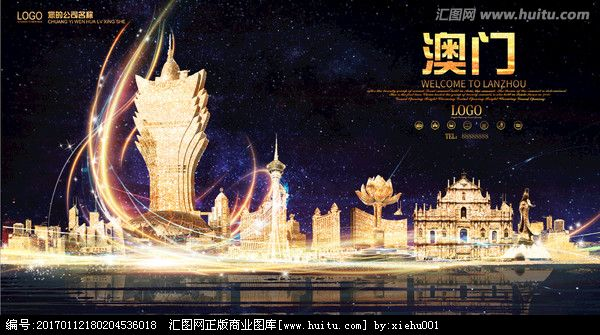 LOGO 您的公司名称
CHUANG YI WEN HUA LV XING SHE
汇图网 www.huitu.com
澳门
WELCOME TO LANZHOU
LOGO
TEL: 88888888
编号:20170112180204536018 汇图网正版商业图库[www.huitu.com] by:xiehu001